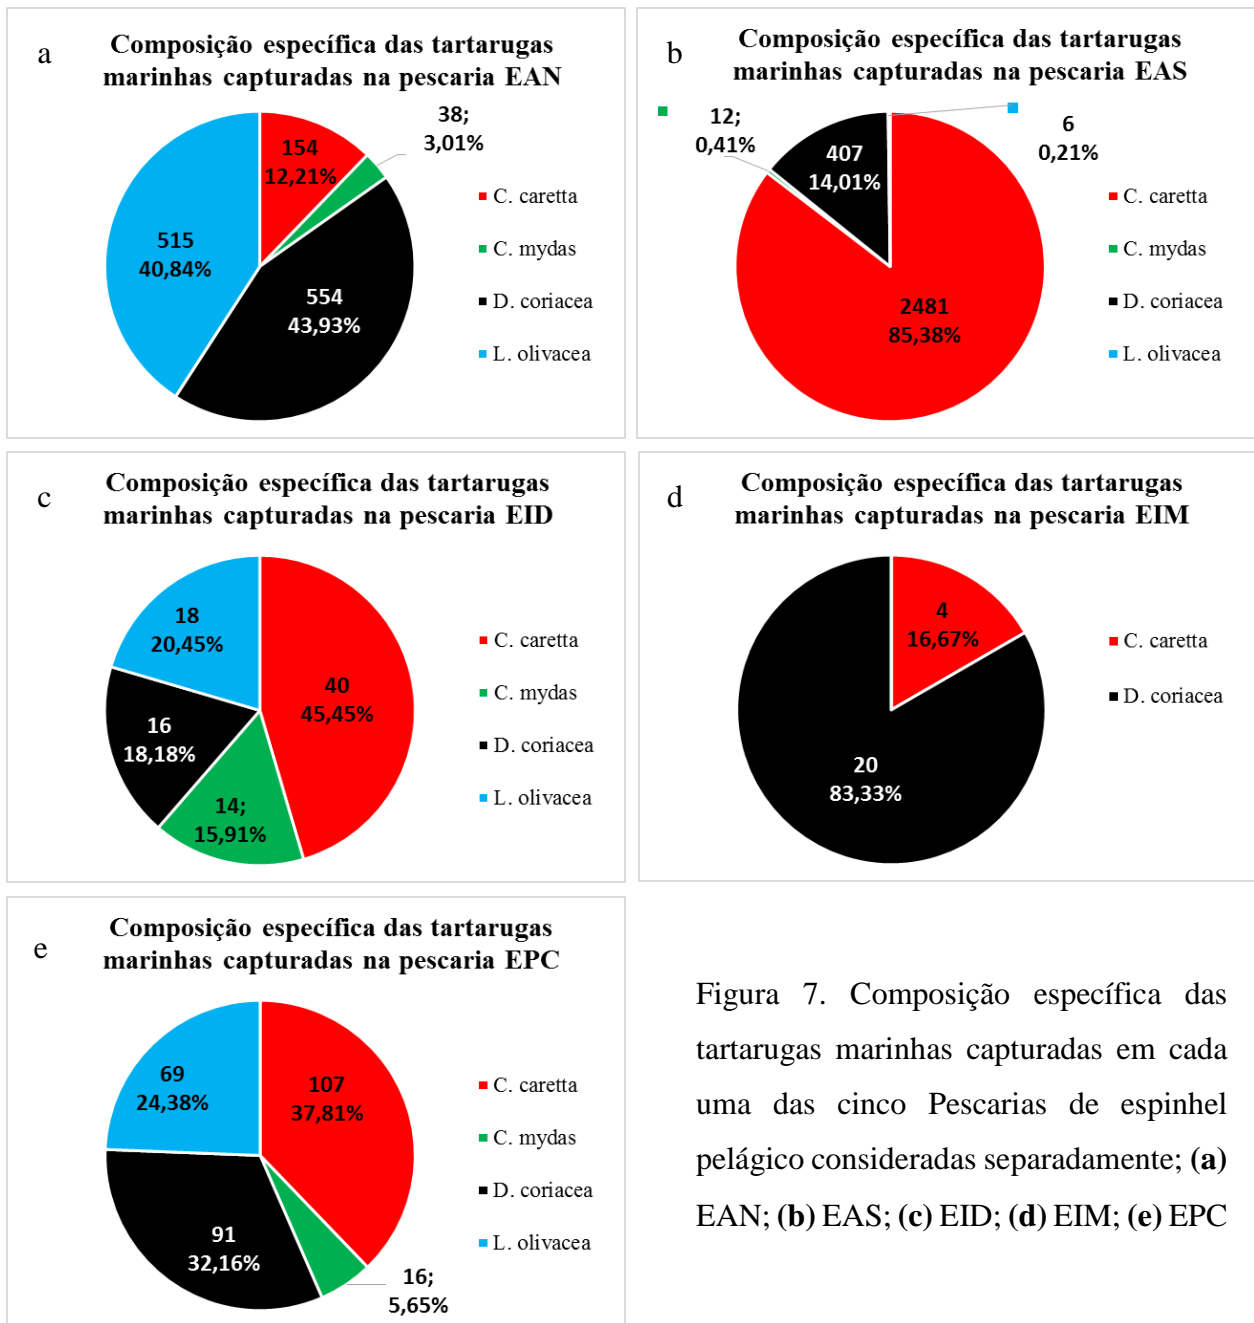 a
Composição específica das tartarugas
marinhas capturadas na pescaria EAN
154
12,21%
38;
3,01%
515
40,84%
554
43,93%
C. caretta
C. mydas
D. coriacea
L. olivacea
b
Composição específica das tartarugas
marinhas capturadas na pescaria EAS
12;
0,41%
407
14,01%
6
0,21%
2481
85,38%
C. caretta
C. mydas
D. coriacea
L. olivacea
c
Composição específica das tartarugas
marinhas capturadas na pescaria EID
18
20,45%
40
45,45%
16
18,18%
14;
15,91%
C. caretta
C. mydas
D. coriacea
L. olivacea
d
Composição específica das tartarugas
marinhas capturadas na pescaria EIM
4
16,67%
20
83,33%
C. caretta
D. coriacea
e
Composição específica das tartarugas
marinhas capturadas na pescaria EPC
69
24,38%
107
37,81%
91
32,16%
16;
5,65%
C. caretta
C. mydas
D. coriacea
L. olivacea
Figura 7. Composição específica das
tartarugas marinhas capturadas em cada
uma das cinco Pescarias de espinhel
pelágico consideradas separadamente; (a)
EAN; (b) EAS; (c) EID; (d) EIM; (e) EPC